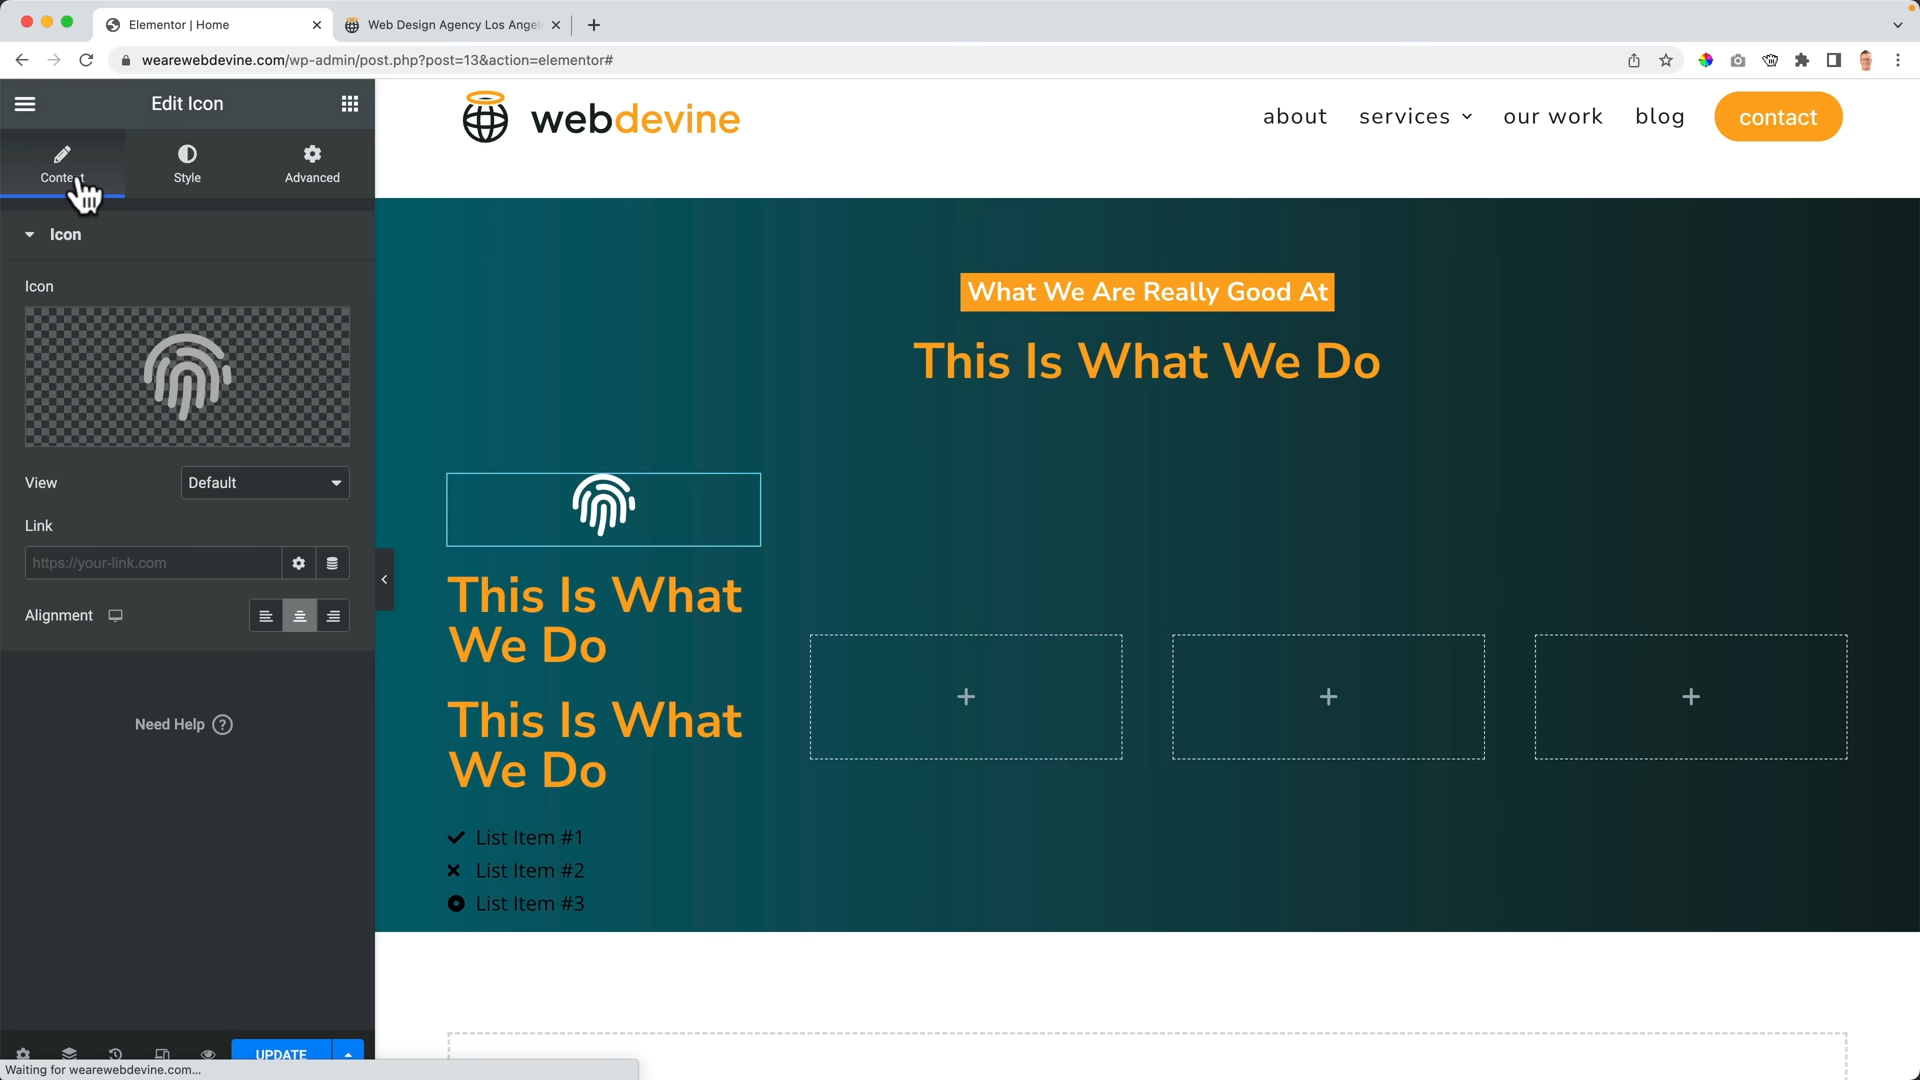 Elementor | Home
Web Design Agency Los Angel
wearewebdevine.com/wp-admin/post.php?post=13&action=elementor#
Edit Icon
Content
Style
Advanced
Icon
Icon
View
Default
Link
https://your-link.com
Alignment
Need Help ?
UPDATE
Waiting for wearewebdevine.com...
webdevine
about
services
our work
blog
contact
What We Are Really Good At
This Is What We Do
This Is What
We Do
This Is What
We Do
List Item #1
List Item #2
List Item #3